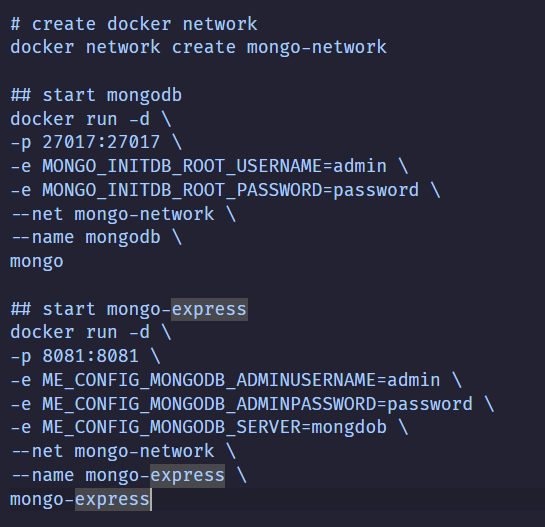 # create docker network
docker network create mongo-network
## start mongodb
docker run -d \
-p 27017:27017 \
-e MONGO_INITDB_ROOT_USERNAME=admin \
-e MONGO_INITDB_ROOT_PASSWORD=password \
--net mongo-network \
--name mongodb \
mongo
## start mongo-express
docker run -d \
-p 8081:8081 \
-e ME_CONFIG_MONGODB_ADMINUSERNAME=admin \
-e ME_CONFIG_MONGODB_ADMINPASSWORD=password \
-e ME_CONFIG_MONGODB_SERVER=mongdob \
--net mongo-network \
--name mongo-express \
mongo-express